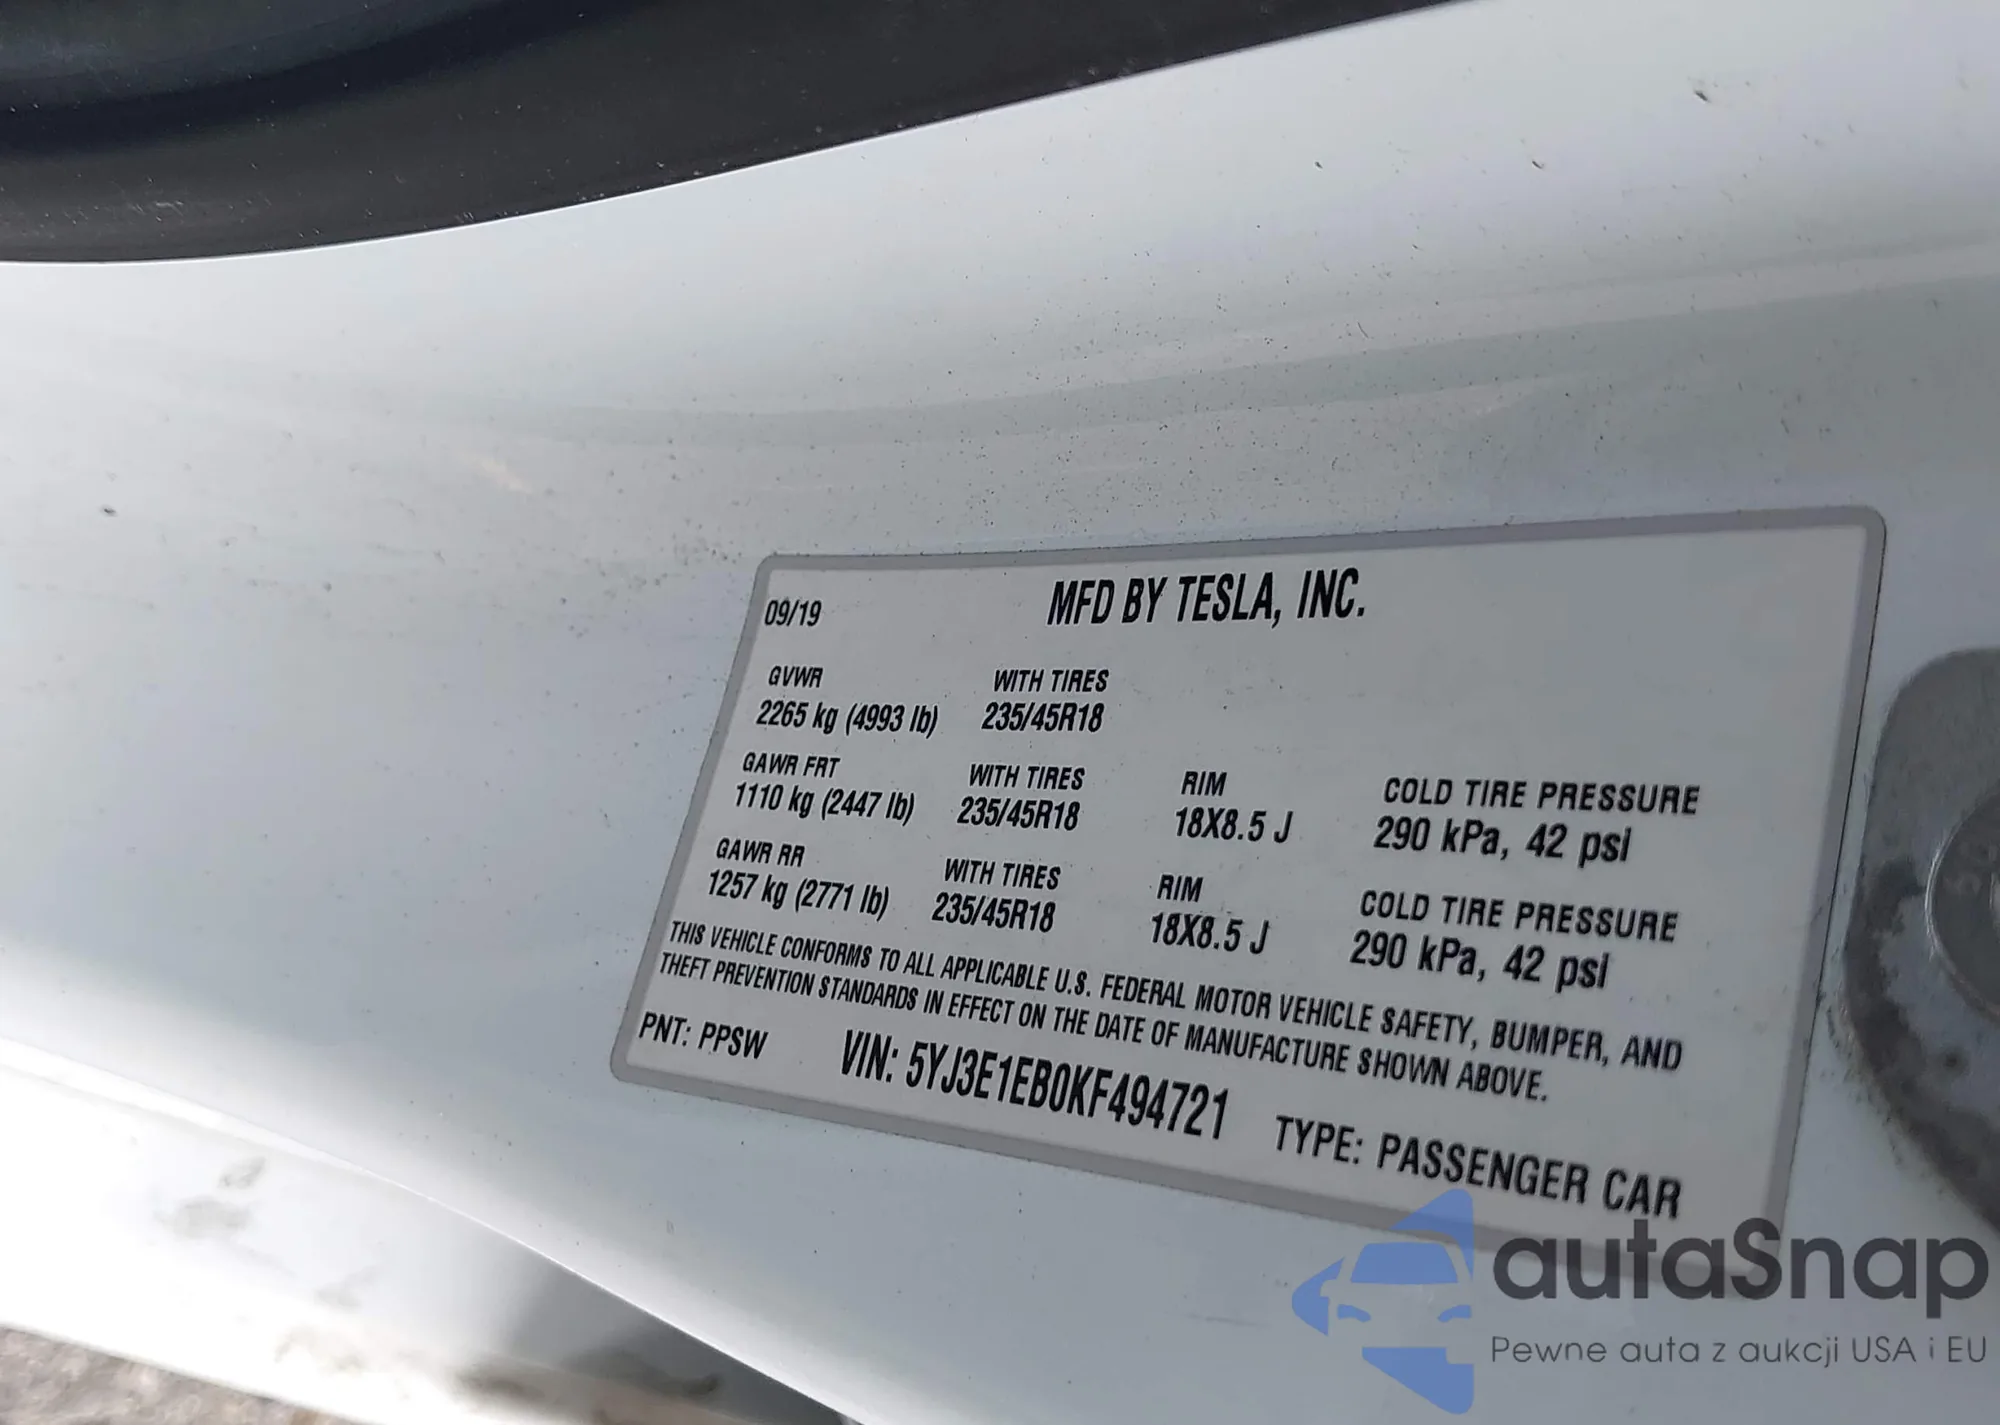 09/19 MFD BY TESLA, INC.
GVWR WITH TIRES
2265 kg (4993 lb) 235/45R18
GAWR FRT WITH TIRES RIM COLD TIRE PRESSURE
1110 kg (2447 lb) 235/45R18 18X8.5 J 290 kPa, 42 psi
GAWR RR WITH TIRES RIM COLD TIRE PRESSURE
1257 kg (2771 lb) 235/45R18 18X8.5 J 290 kPa, 42 psi
THIS VEHICLE CONFORMS TO ALL APPLICABLE U.S. FEDERAL MOTOR VEHICLE SAFETY, BUMPER, AND
THEFT PREVENTION STANDARDS IN EFFECT ON THE DATE OF MANUFACTURE SHOWN ABOVE.
PNT: PPSW VIN: 5YJ3E1EB0KF494721 TYPE: PASSENGER CAR
autaSnap
Pewne auta z aukcji USA i EU